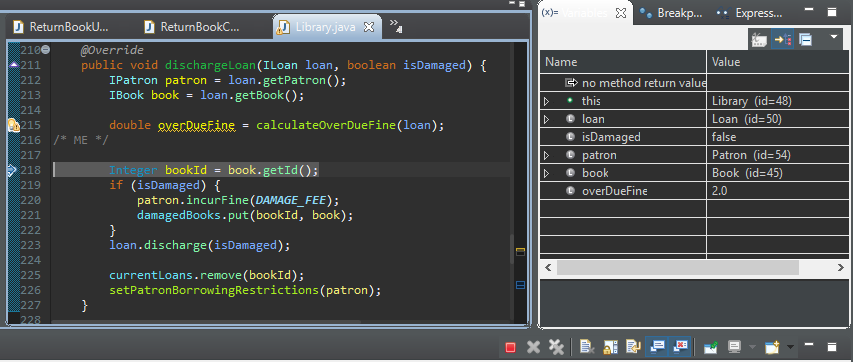 ReturnBookU...
ReturnBookC...
Library.java
4
(x)= Variables
Breakp...
Express...
210 @Override
211 public void dischargeLoan(ILoan loan, boolean isDamaged) {
212 IPatron patron = loan.getPatron();
213 IBook book = loan.getBook();
214
215 double overDueFine = calculateOverDueFine(loan);
216 /* ME */
217
218 Integer bookId = book.getId();
219 if (isDamaged) {
220 patron.incurFine(DAMAGE_FEE);
221 damagedBooks.put(bookId, book);
222 }
223 loan.discharge(isDamaged);
224
225 currentLoans.remove(bookId);
226 setPatronBorrowingRestrictions(patron);
227 }
228
Name Value
no method return value
this Library (id=48)
loan Loan (id=50)
isDamaged false
patron Patron (id=54)
book Book (id=45)
overDueFine 2.0